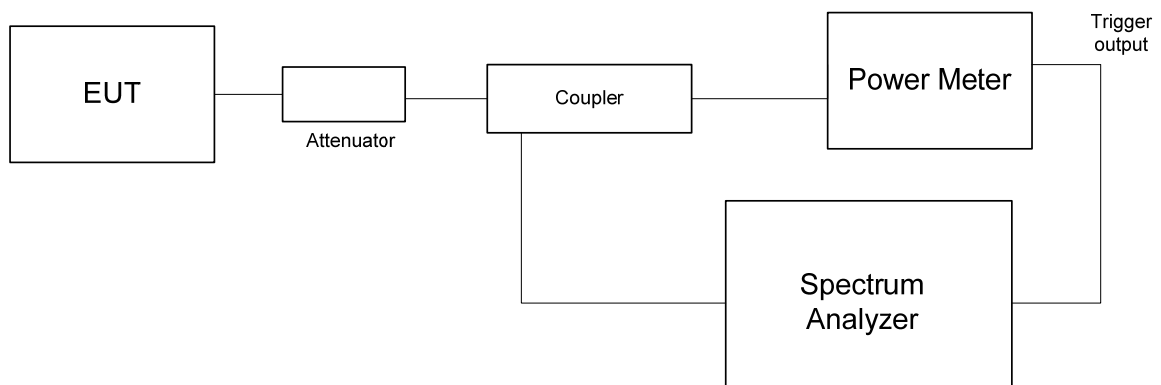 EUT
Attenuator
Coupler
Power Meter
Trigger
output
Spectrum
Analyzer